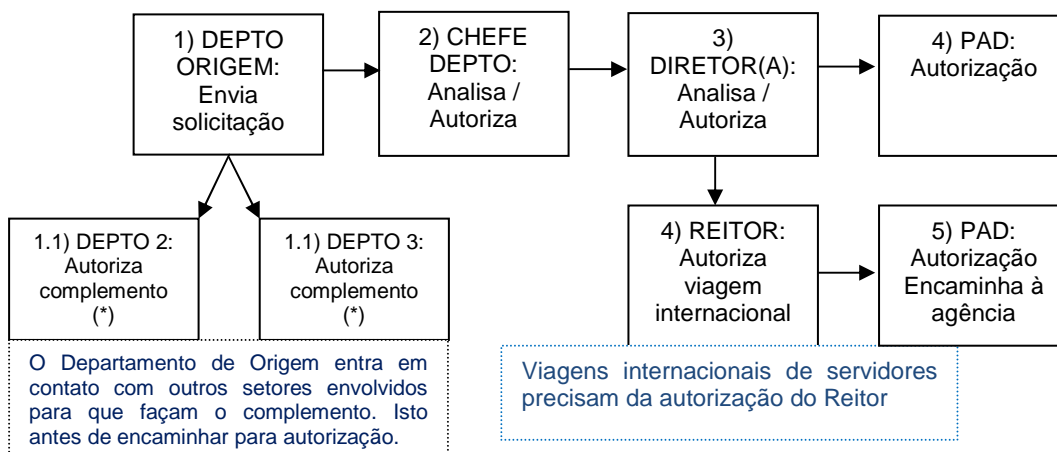 1) DEPTO
ORIGEM:
Envia
solicitação
2) CHEFE
DEPTO:
Analisa /
Autoriza
3)
DIRETOR(A):
Analisa /
Autoriza
4) PAD:
Autorização
1.1) DEPTO 2:
Autoriza
complemento
(*)
1.1) DEPTO 3:
Autoriza
complemento
(*)
4) REITOR:
Autoriza
viagem
internacional
5) PAD:
Autorização
Encaminha à
agência
O Departamento de Origem entra em
contato com outros setores envolvidos
para que façam o complemento. Isto
antes de encaminhar para autorização.
Viagens internacionais de servidores
precisam da autorização do Reitor